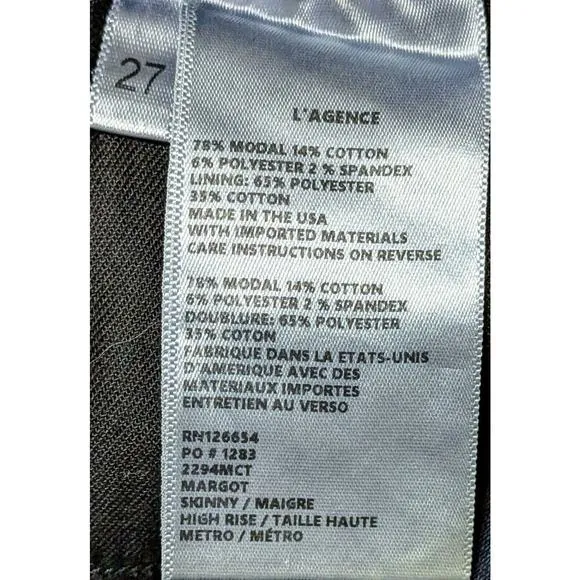 27
L'AGENCE
78% MODAL 14% COTTON
6% POLYESTER 2 % SPANDEX
LINING: 65% POLYESTER
35% COTTON
MADE IN THE USA
WITH IMPORTED MATERIALS
CARE INSTRUCTIONS ON REVERSE
78% MODAL 14% COTON
6% POLYESTER 2 % SPANDEX
DOUBLURE: 65% POLYESTER
35% COTON
FABRIQUE DANS LA ETATS-UNIS
D'AMERIQUE AVEC DES
MATERIAUX IMPORTES
ENTRETIEN AU VERSO
RN126654
PO # 1283
2294MCT
MARGOT
SKINNY / MAIGRE
HIGH RISE / TAILLE HAUTE
METRO / MÉTRO